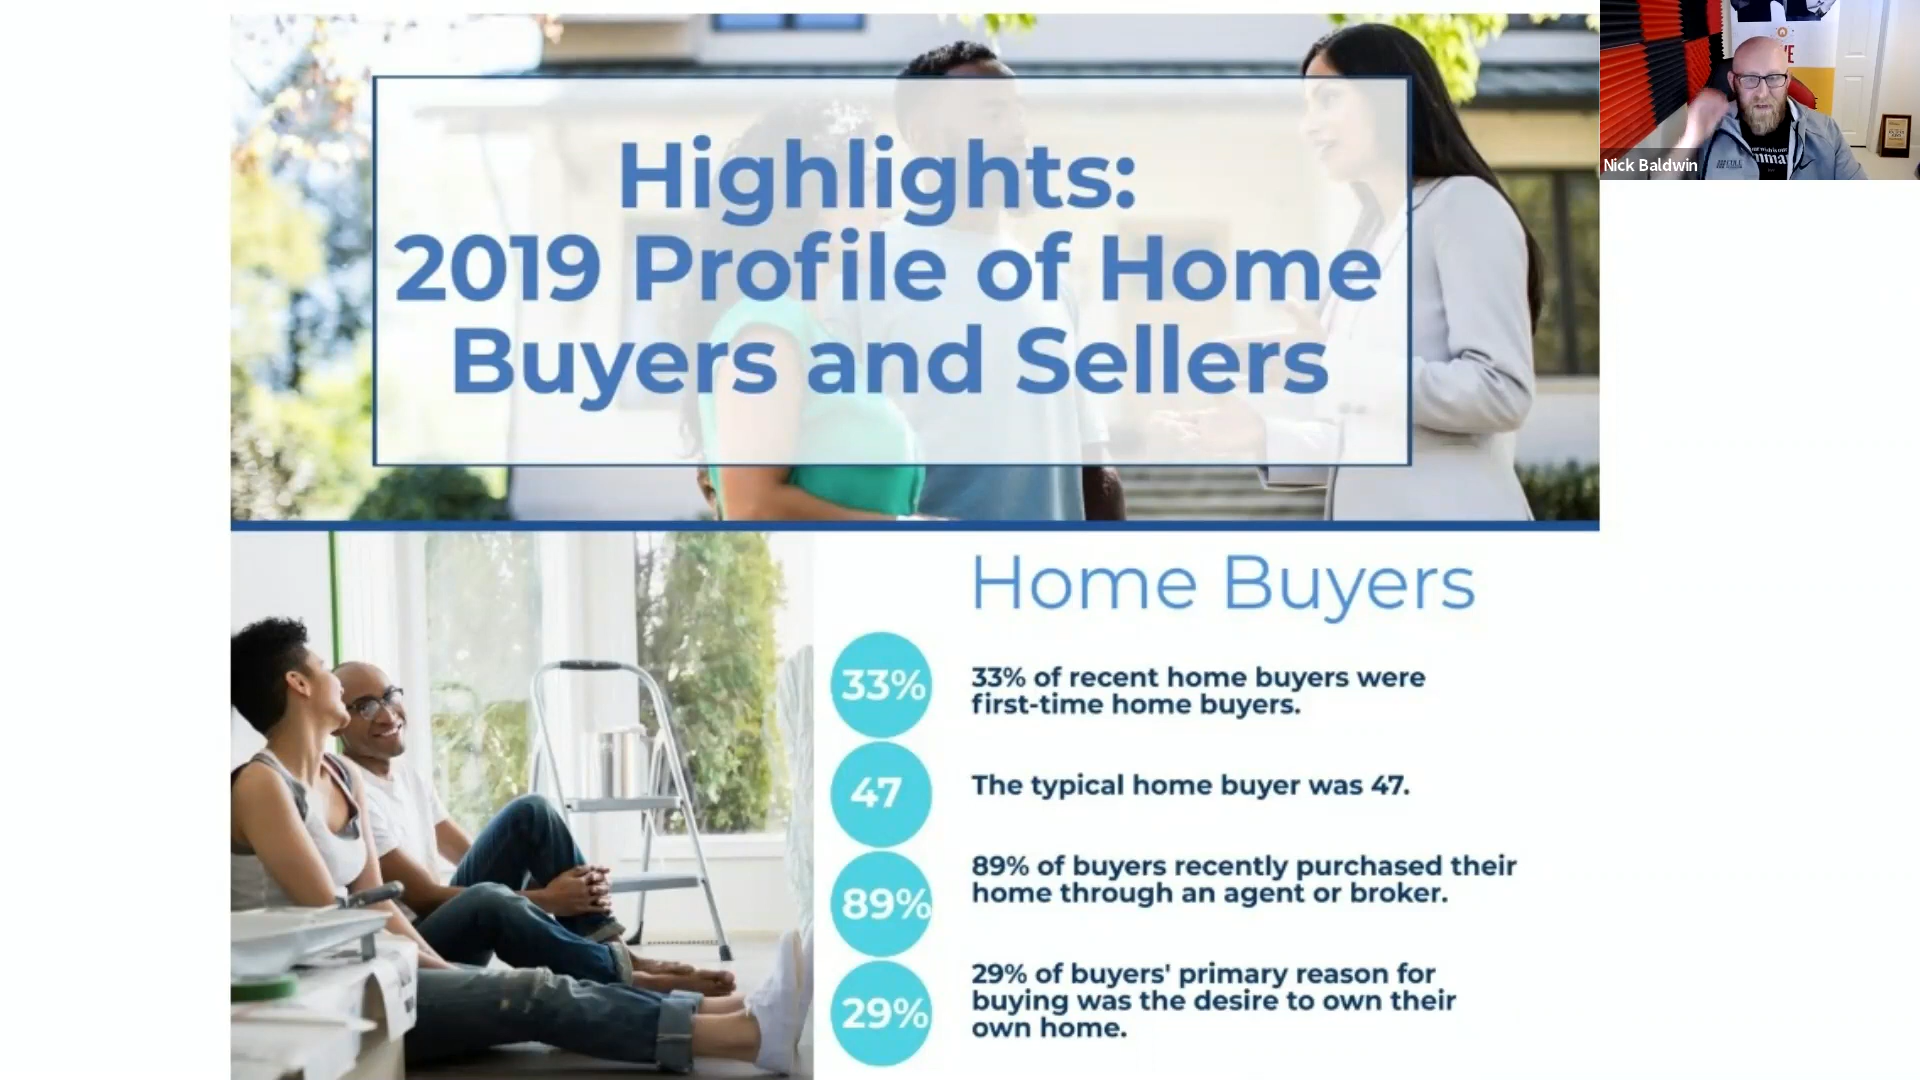 Highlights:
2019 Profile of Home
Buyers and Sellers
Nick Baldwin
Home Buyers
33%
33% of recent home buyers were
first-time home buyers.
47
The typical home buyer was 47.
89%
89% of buyers recently purchased their
home through an agent or broker.
29%
29% of buyers' primary reason for
buying was the desire to own their
own home.